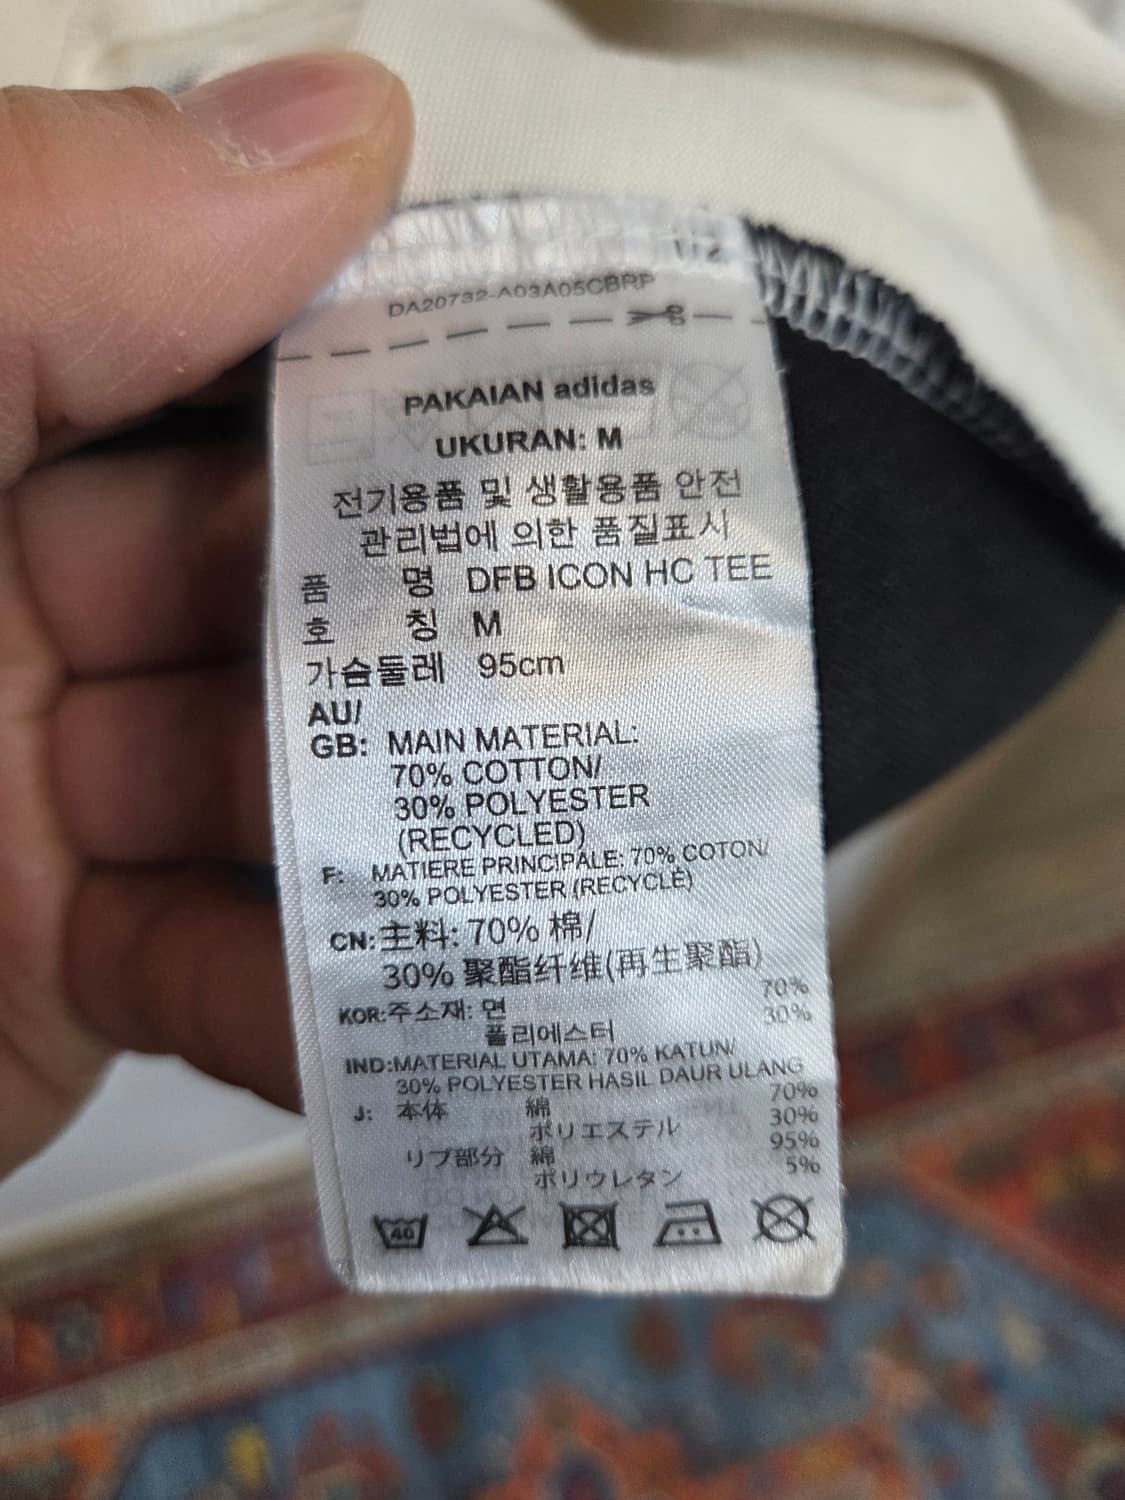 DA20732-A03A05CBRP
PAKAIAN adidas
UKURAN: M
전기용품 및 생활용품 안전
관리법에 의한 품질표시
품 명 DFB ICON HC TEE
호 칭 M
가슴둘레 95cm
AU/
GB: MAIN MATERIAL:
70% COTTON/
30% POLYESTER
(RECYCLED)
F: MATIERE PRINCIPALE: 70% COTON/
30% POLYESTER (RECYCLÉ)
CN:主料: 70% 棉/
30% 聚酯纤维(再生聚酯)
KOR:주소재: 면 70%
폴리에스터 30%
IND:MATERIAL UTAMA: 70% KATUN/
30% POLYESTER HASIL DAUR ULANG
J: 本体 綿 70%
ポリエステル 30%
リブ部分 綿 95%
ポリウレタン 5%
40